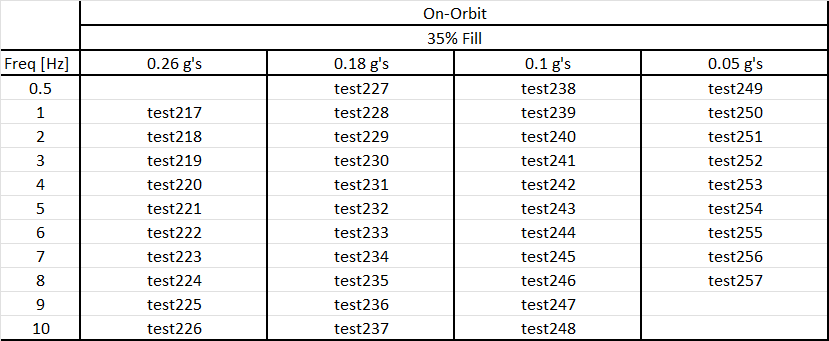 On-Orbit
35% Fill
Freq [Hz] 0.26 g's 0.18 g's 0.1 g's 0.05 g's
0.5 test227 test238 test249
1 test217 test228 test239 test250
2 test218 test229 test240 test251
3 test219 test230 test241 test252
4 test220 test231 test242 test253
5 test221 test232 test243 test254
6 test222 test233 test244 test255
7 test223 test234 test245 test256
8 test224 test235 test246 test257
9 test225 test236 test247
10 test226 test237 test248